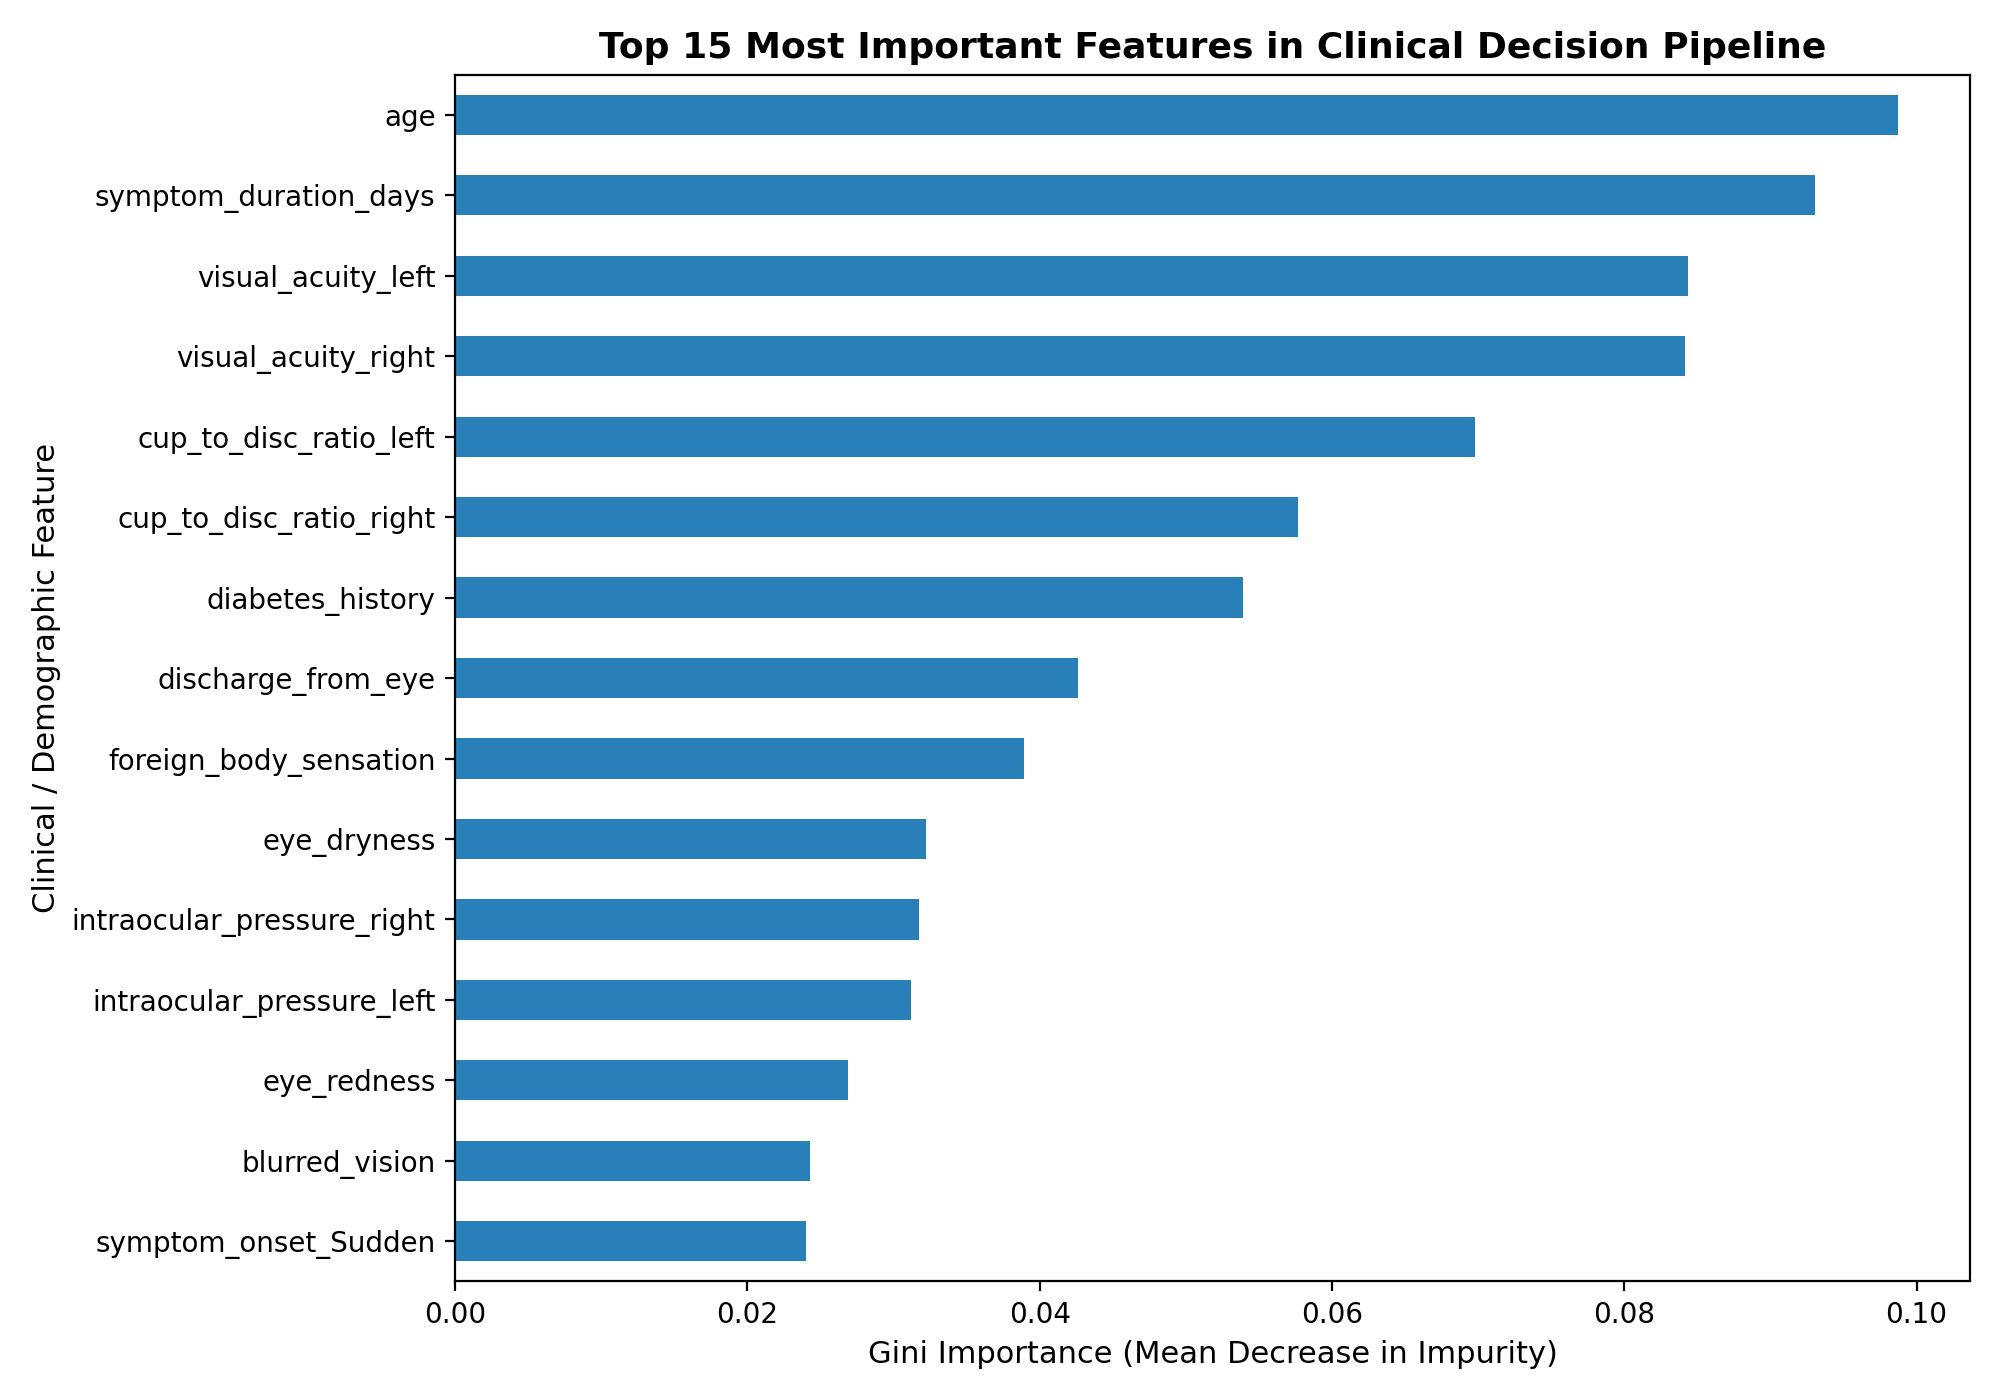 Top 15 Most Important Features in Clinical Decision Pipeline
Clinical / Demographic Feature
age
symptom_duration_days
visual_acuity_left
visual_acuity_right
cup_to_disc_ratio_left
cup_to_disc_ratio_right
diabetes_history
discharge_from_eye
foreign_body_sensation
eye_dryness
intraocular_pressure_right
intraocular_pressure_left
eye_redness
blurred_vision
symptom_onset_Sudden
0.00 0.02 0.04 0.06 0.08 0.10
Gini Importance (Mean Decrease in Impurity)